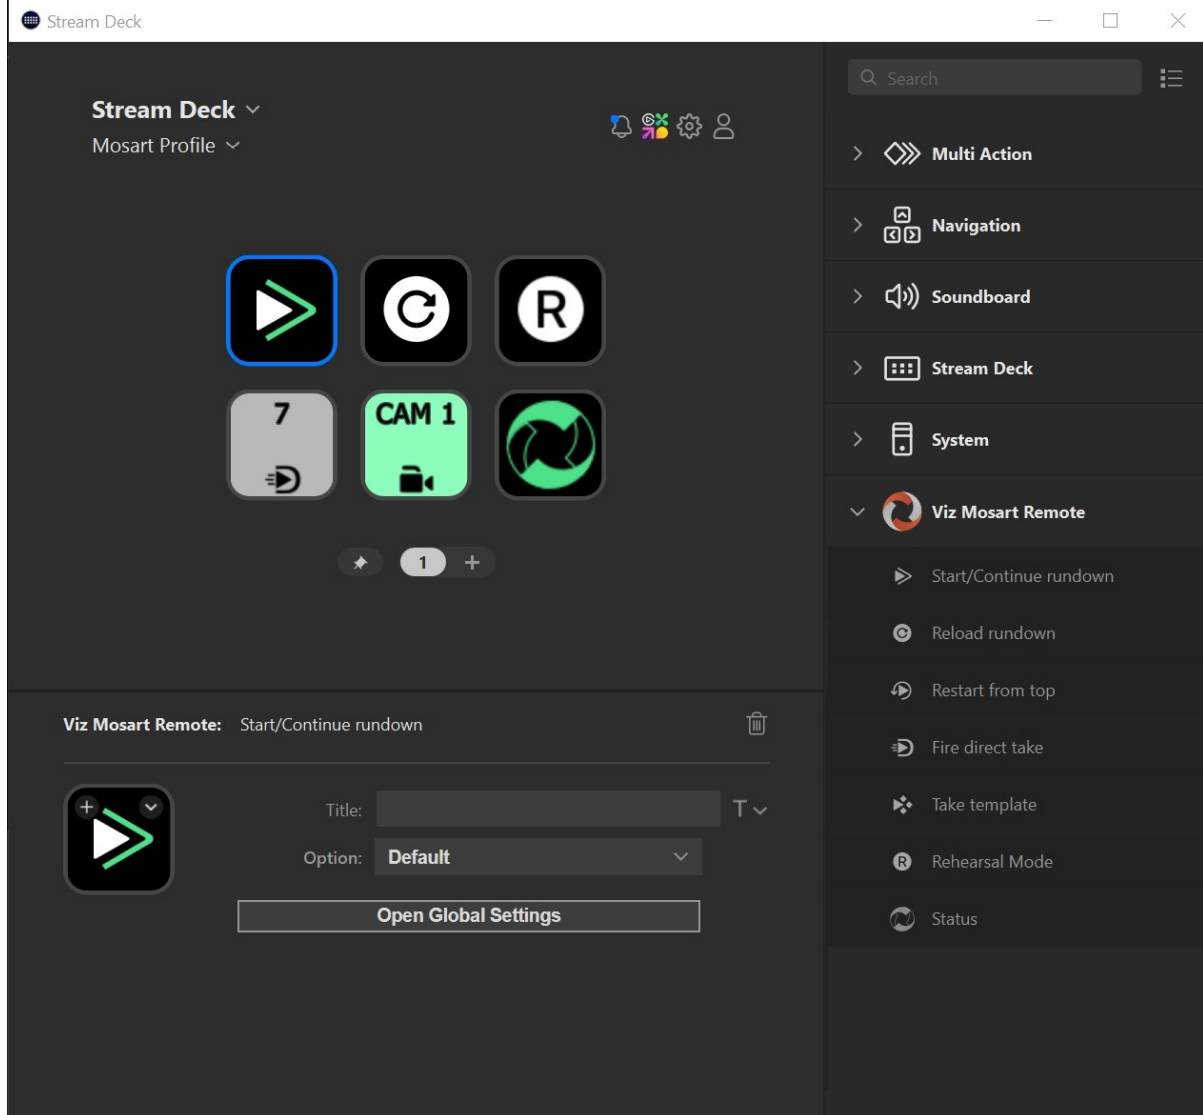 Stream Deck
Search
Stream Deck
Mosart Profile
Multi Action
Navigation
Soundboard
Stream Deck
System
Viz Mosart Remote
Start/Continue rundown
Reload rundown
Restart from top
Fire direct take
Take template
Rehearsal Mode
Status
R
7
CAM 1
1
Viz Mosart Remote: Start/Continue rundown
Title:
T
Option: Default
Open Global Settings